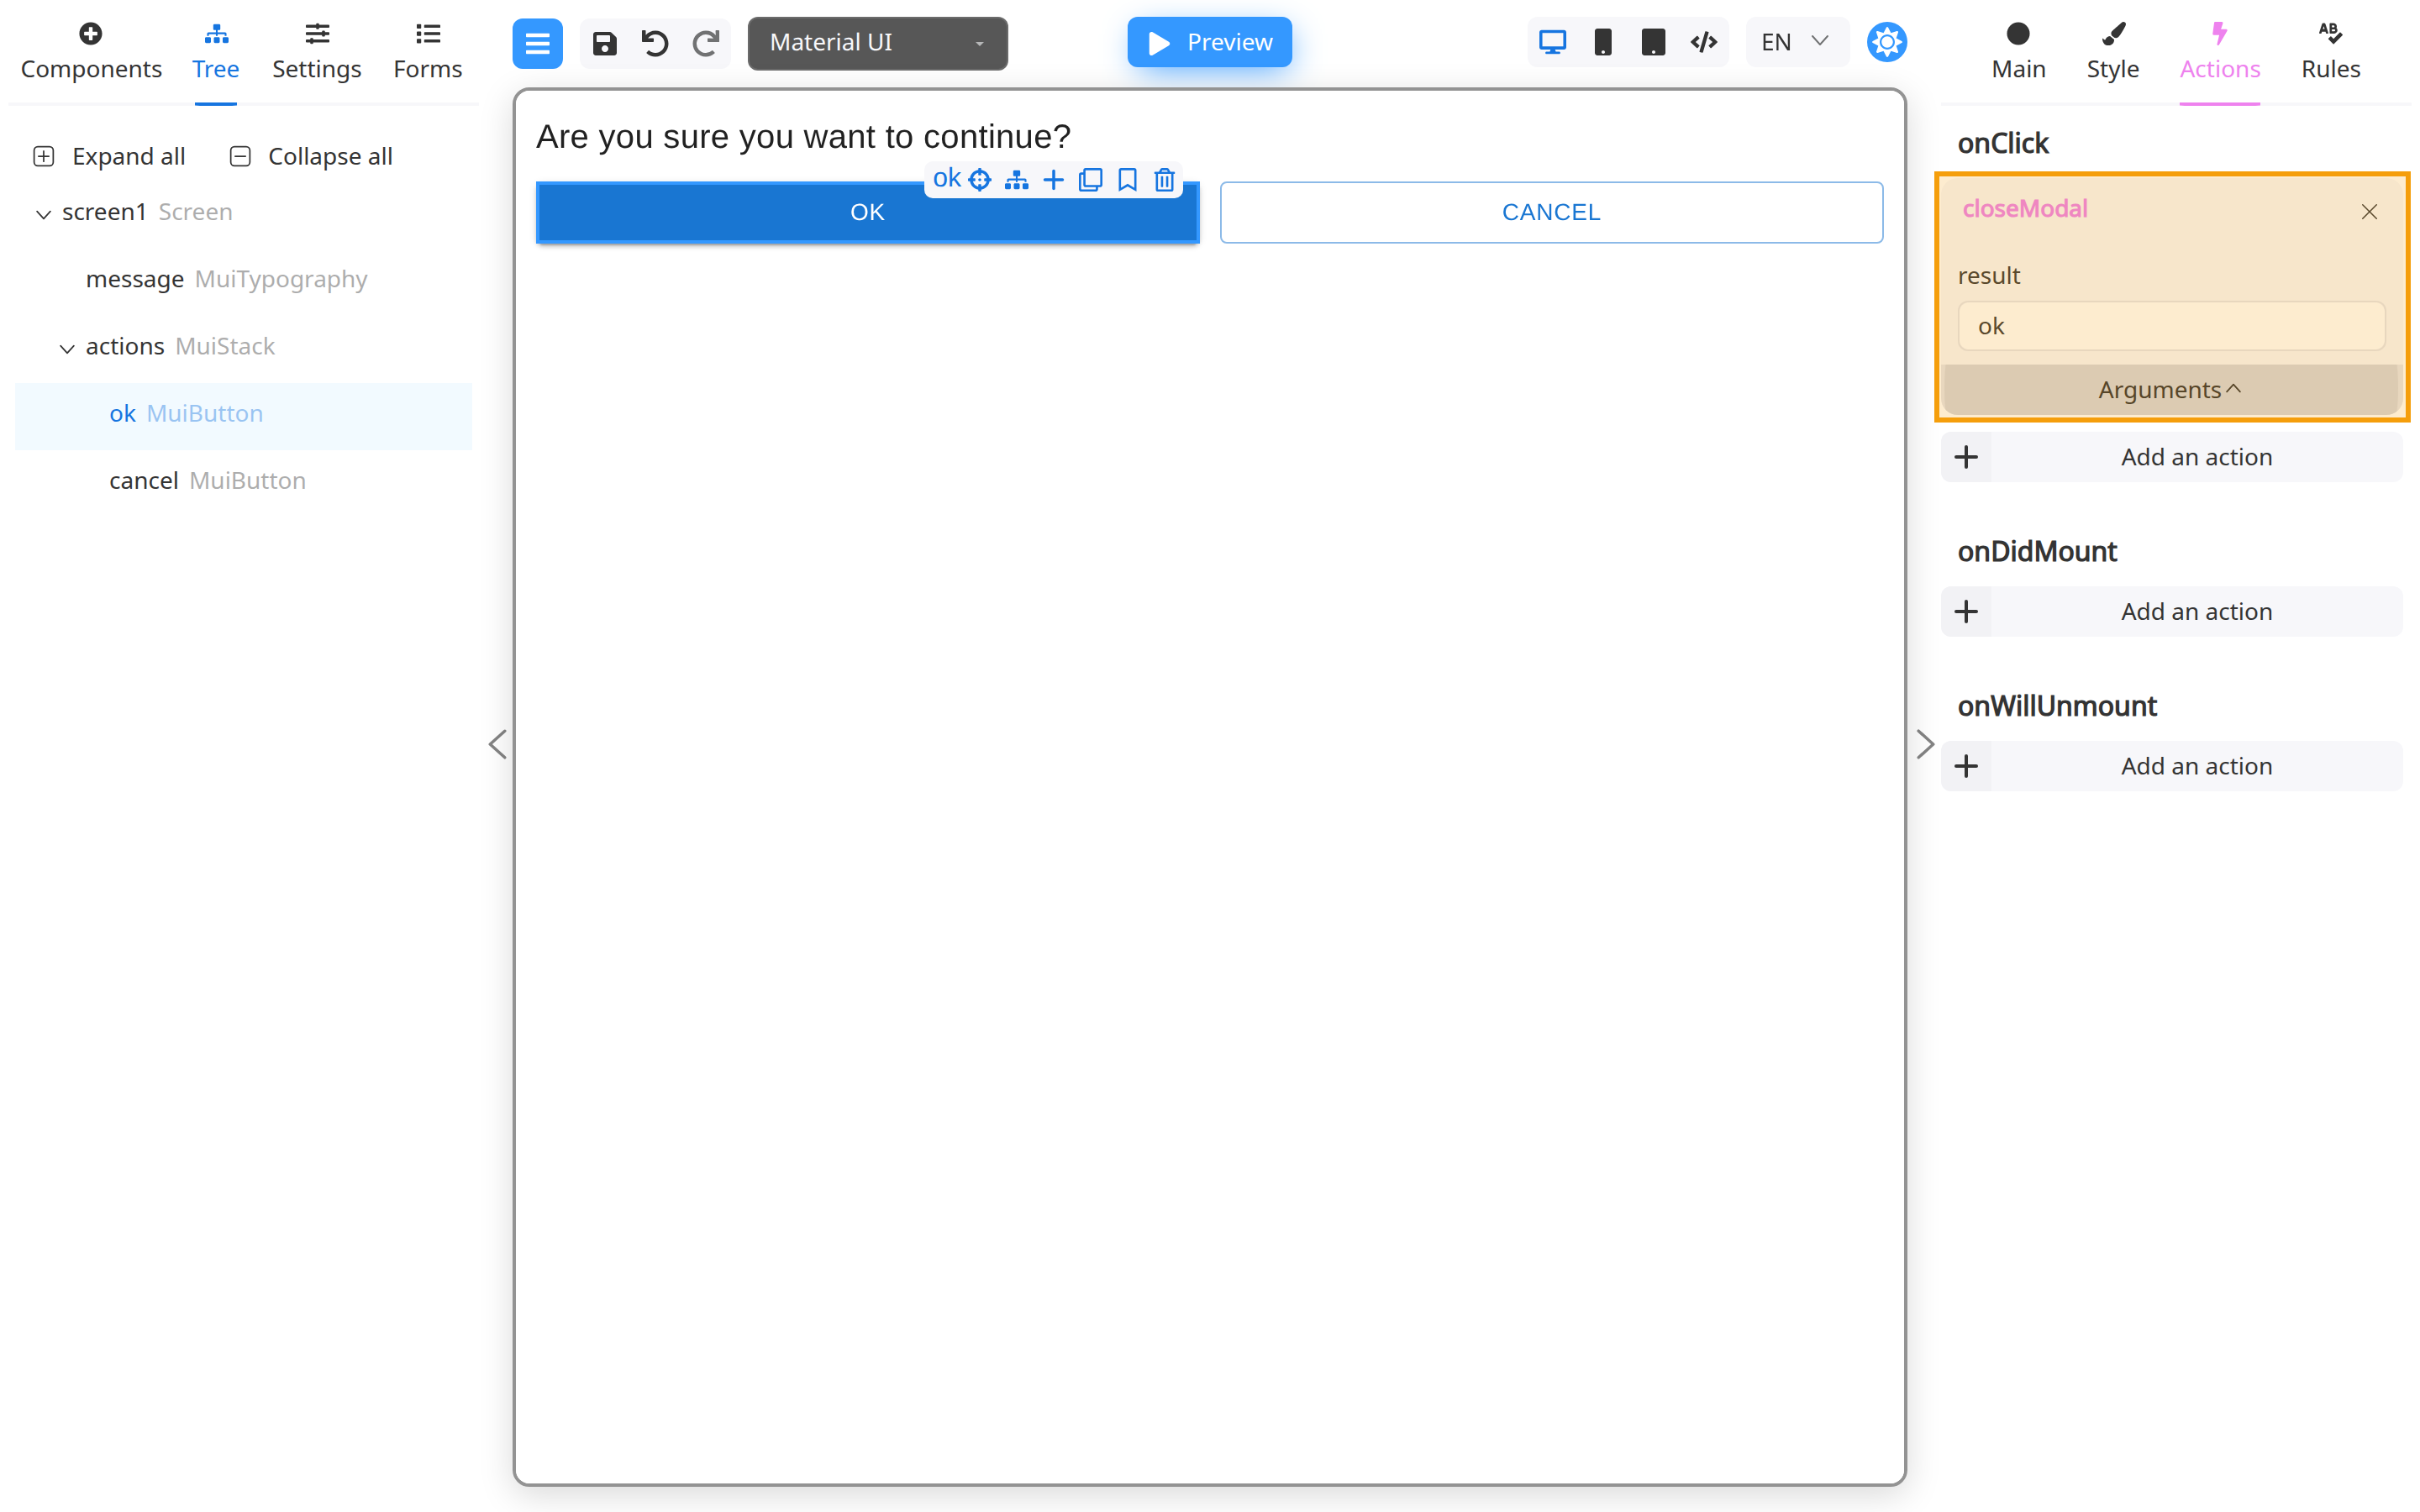 Components Tree Settings Forms
Material UI
Preview
EN
Main Style Actions Rules
Expand all Collapse all
screen1 Screen
message MuiTypography
actions MuiStack
ok MuiButton
cancel MuiButton
Are you sure you want to continue?
ok
OK
CANCEL
onClick
closeModal
result
ok
Arguments
Add an action
onDidMount
Add an action
onWillUnmount
Add an action